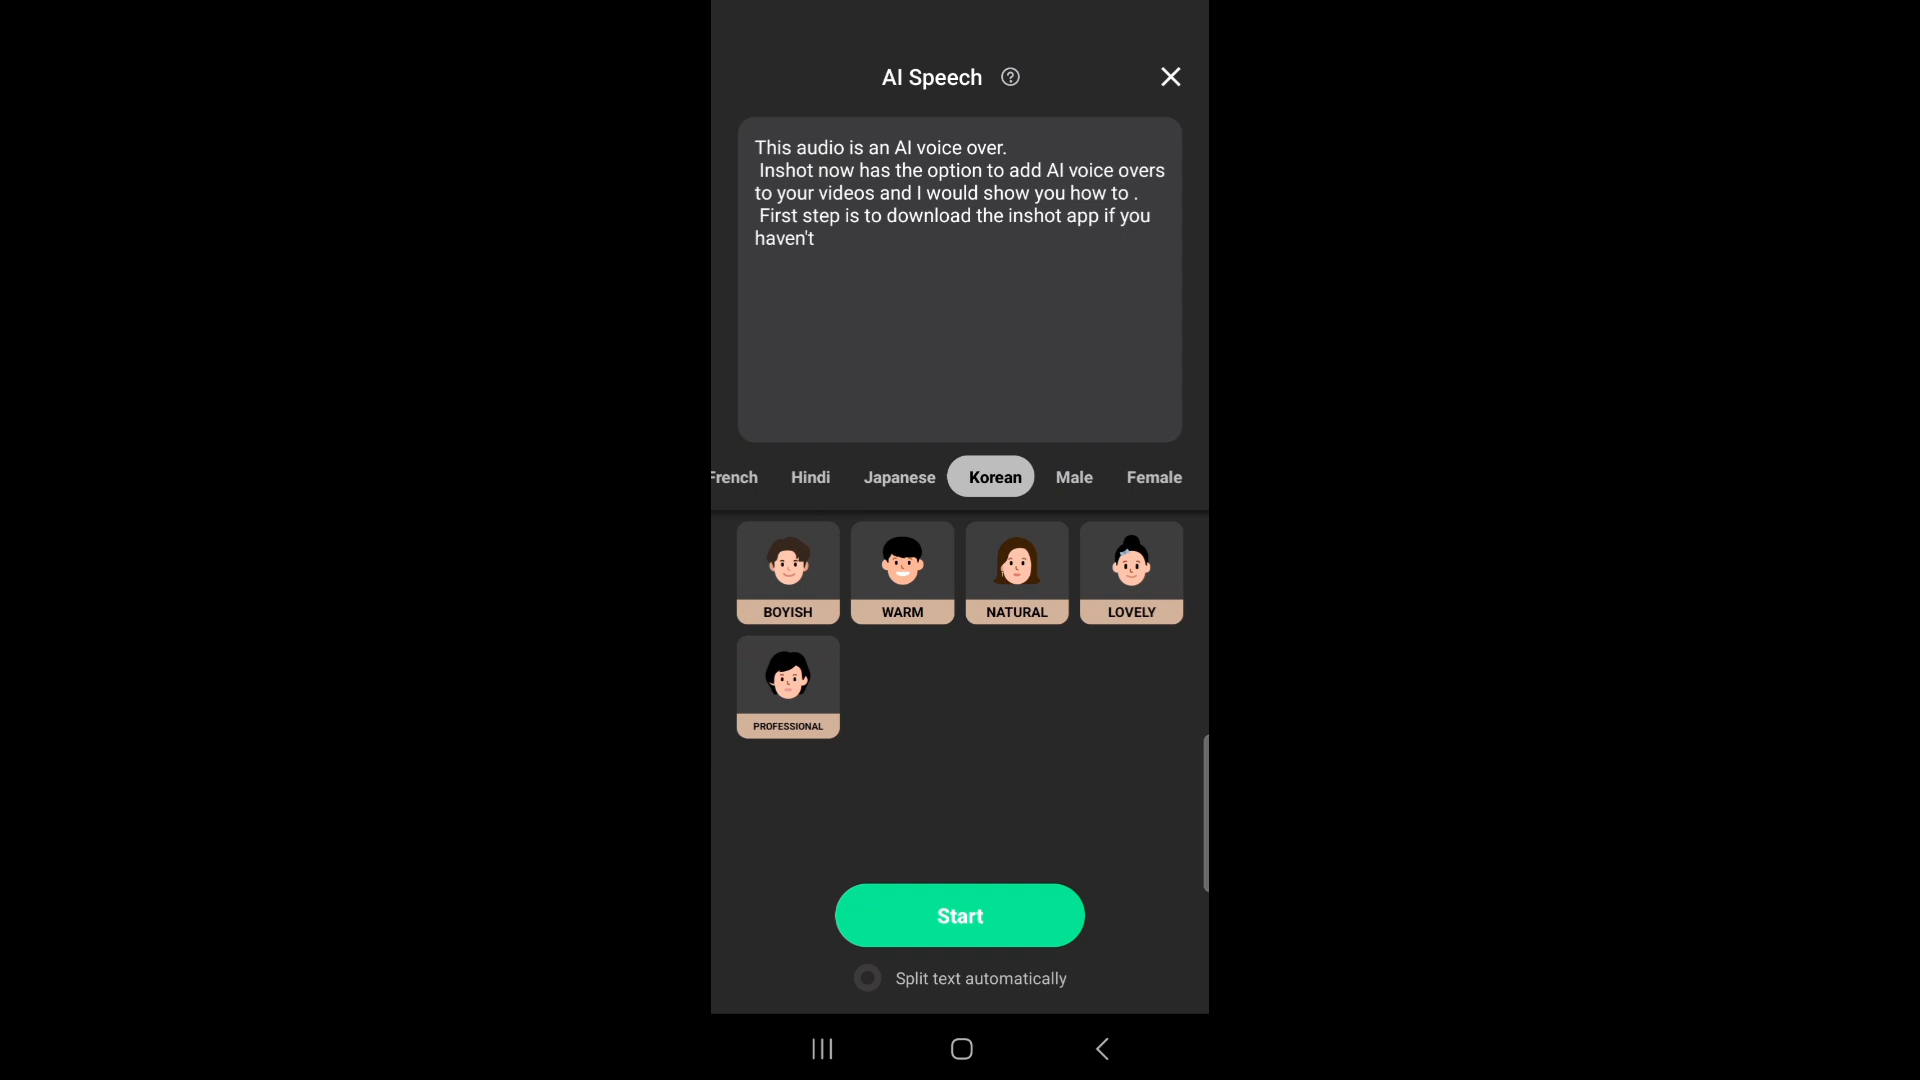 AI Speech
This audio is an AI voice over.
Inshot now has the option to add AI voice overs
to your videos and I would show you how to .
First step is to download the inshot app if you
haven't
French Hindi Japanese Korean Male Female
BOYISH WARM NATURAL LOVELY
PROFESSIONAL
Start
Split text automatically